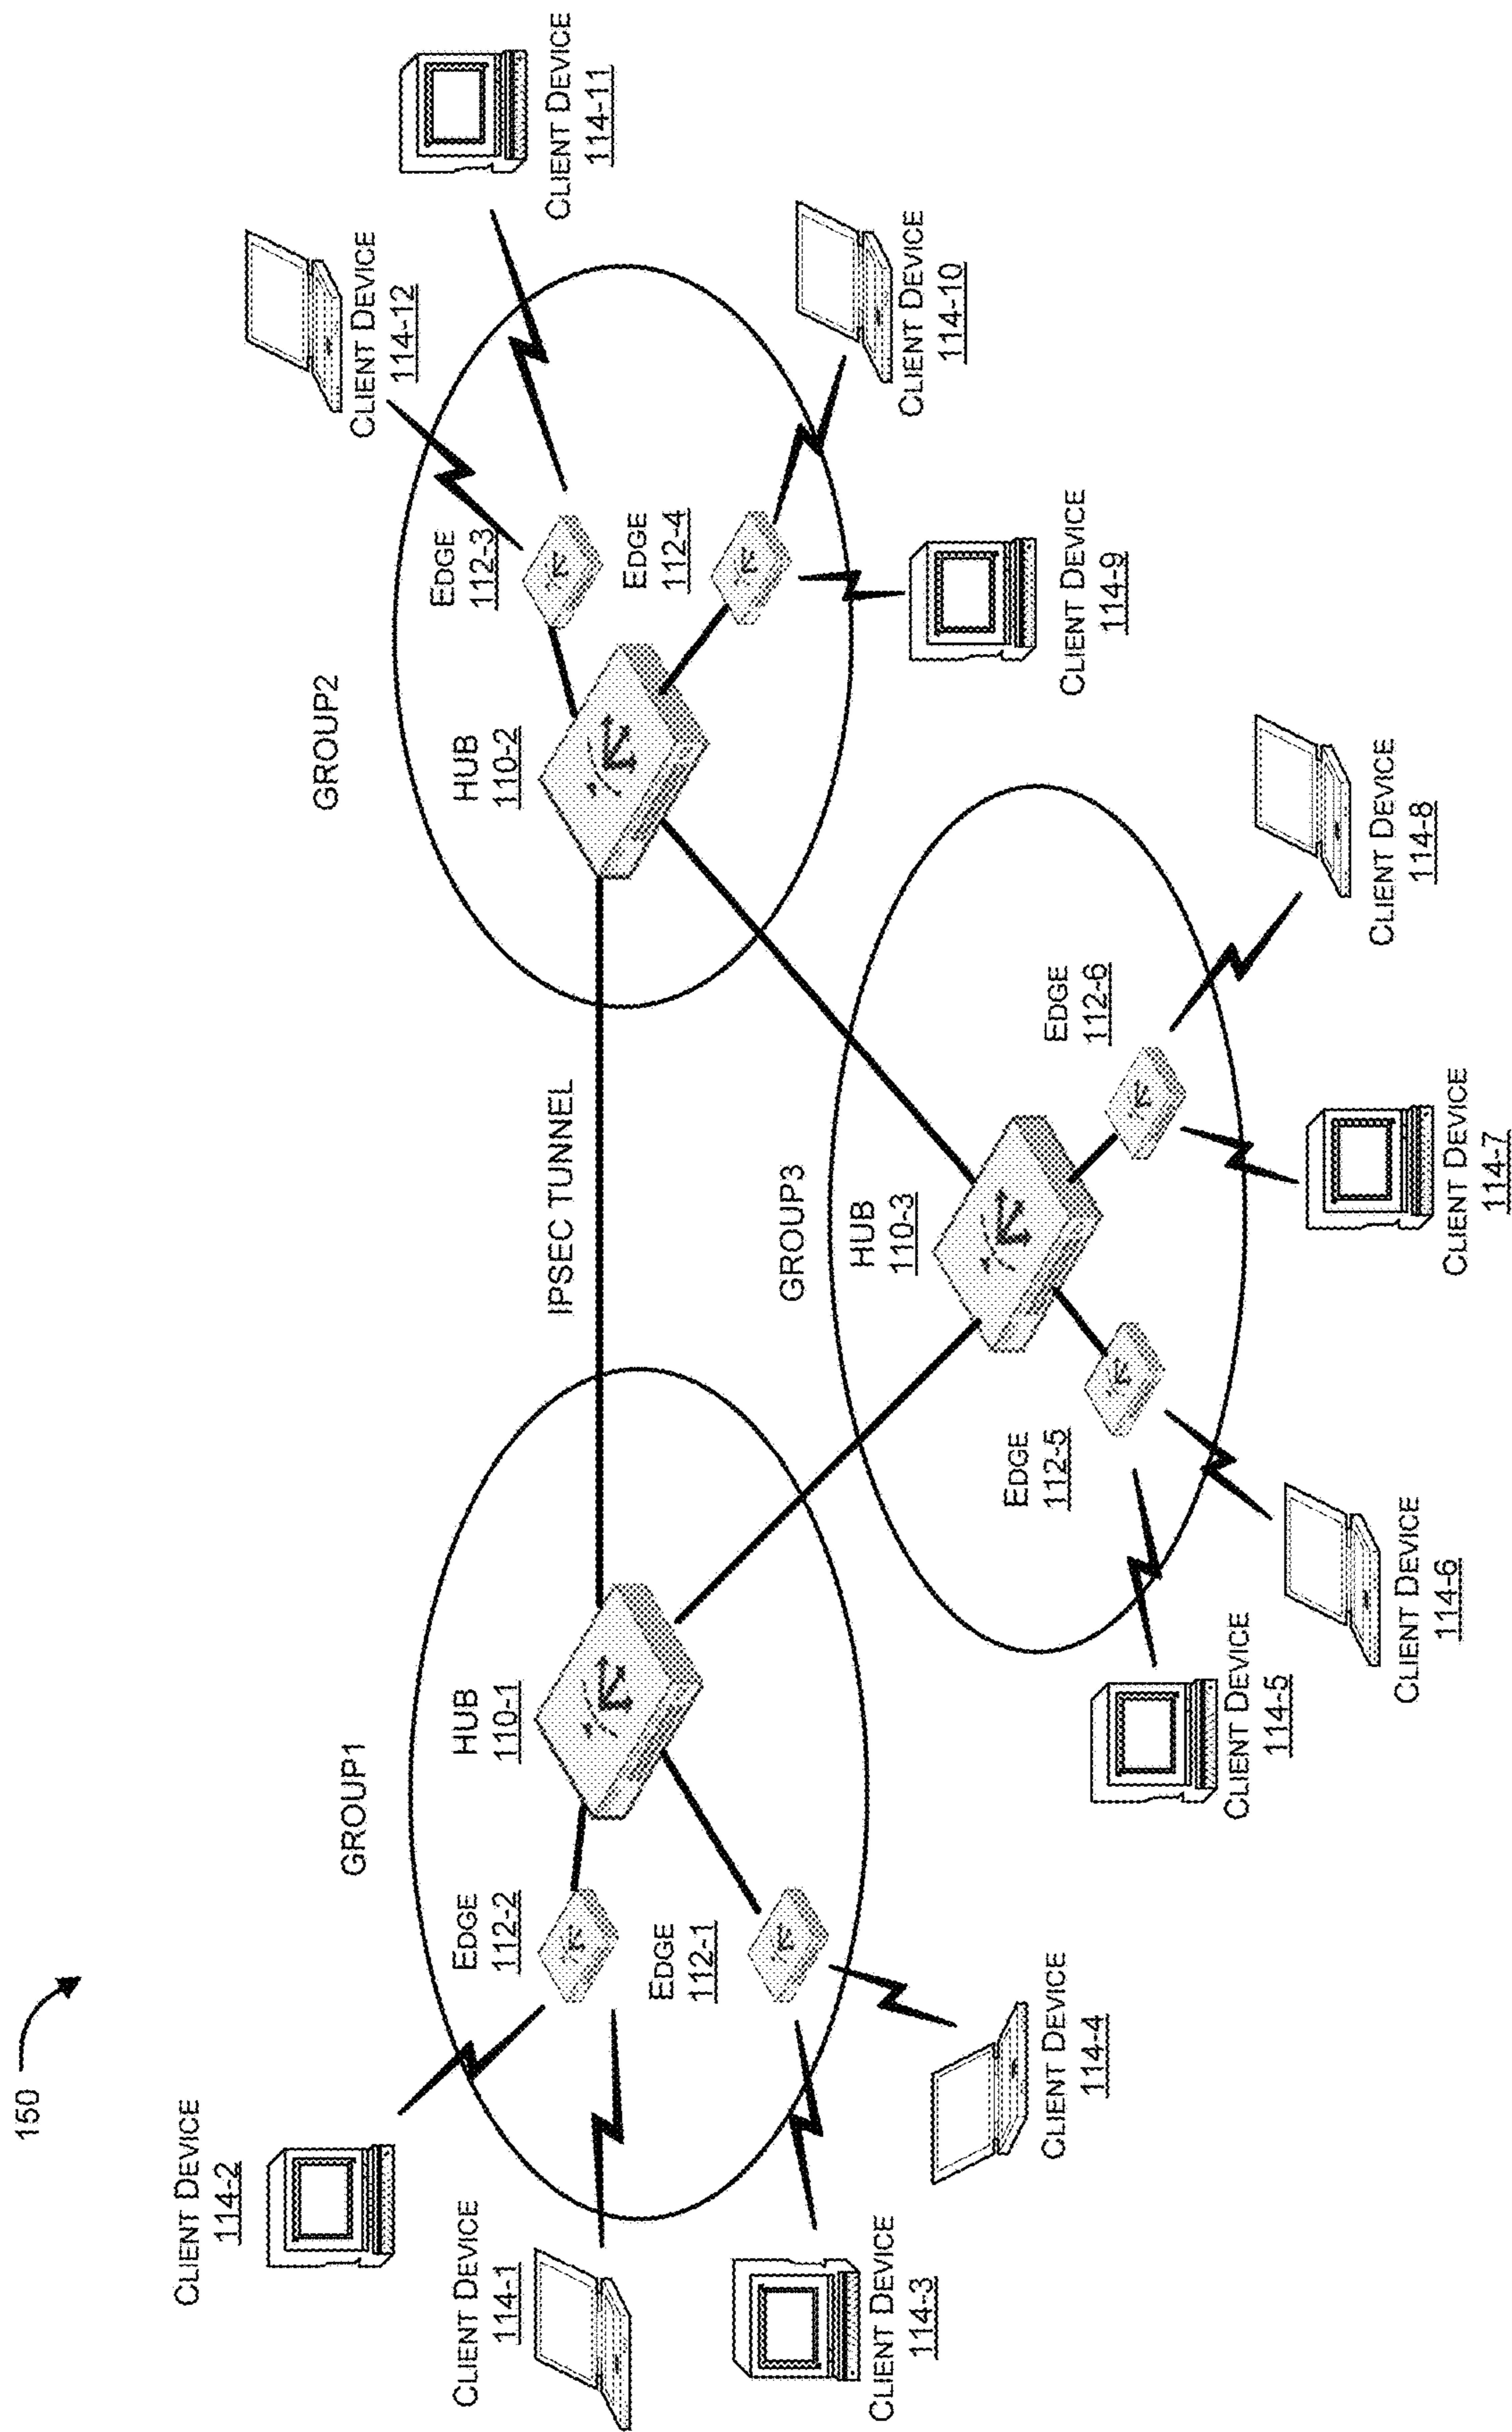 150
GROUP1
GROUP2
GROUP3
IPSEC TUNNEL
HUB
110-1
HUB
110-2
HUB
110-3
EDGE
112-2
EDGE
112-1
EDGE
112-3
EDGE
112-4
EDGE
112-5
EDGE
112-6
CLIENT DEVICE
114-2
CLIENT DEVICE
114-1
CLIENT DEVICE
114-3
CLIENT DEVICE
114-4
CLIENT DEVICE
114-5
CLIENT DEVICE
114-6
CLIENT DEVICE
114-7
CLIENT DEVICE
114-8
CLIENT DEVICE
114-9
CLIENT DEVICE
114-10
CLIENT DEVICE
114-11
CLIENT DEVICE
114-12